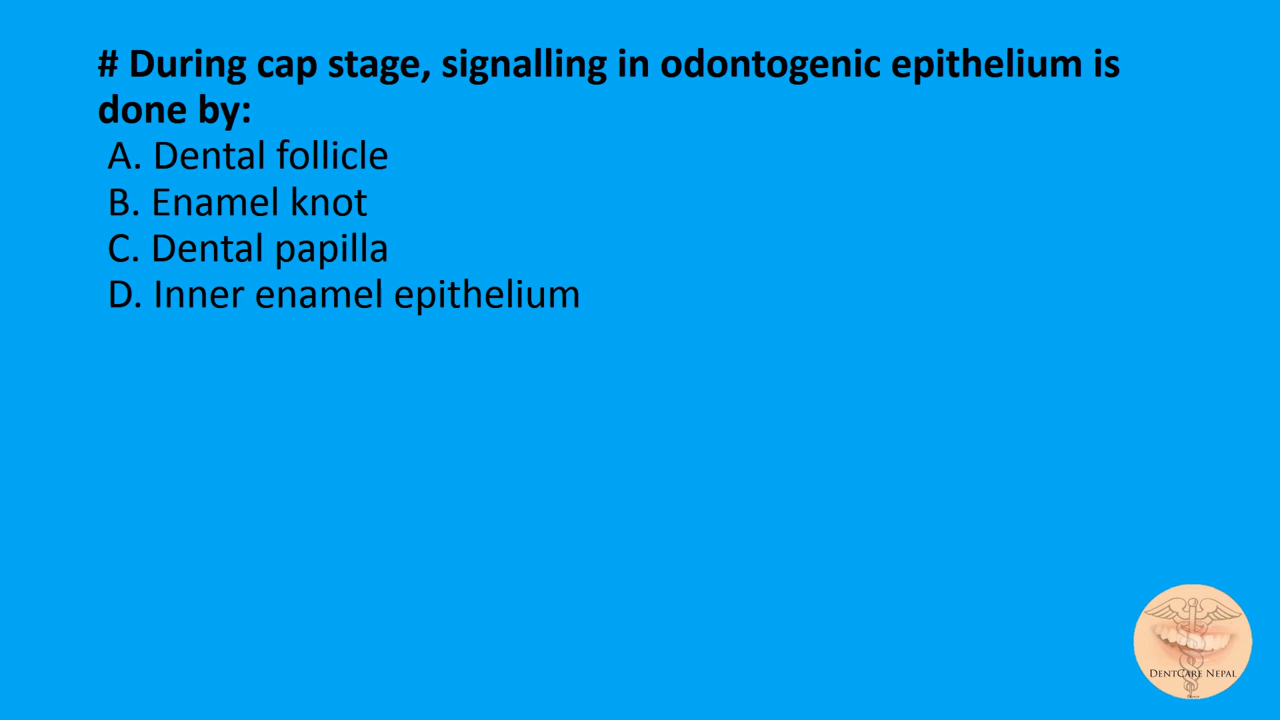 # During cap stage, signalling in odontogenic epithelium is
done by:
A. Dental follicle
B. Enamel knot
C. Dental papilla
D. Inner enamel epithelium
DENTCARE NEPAL